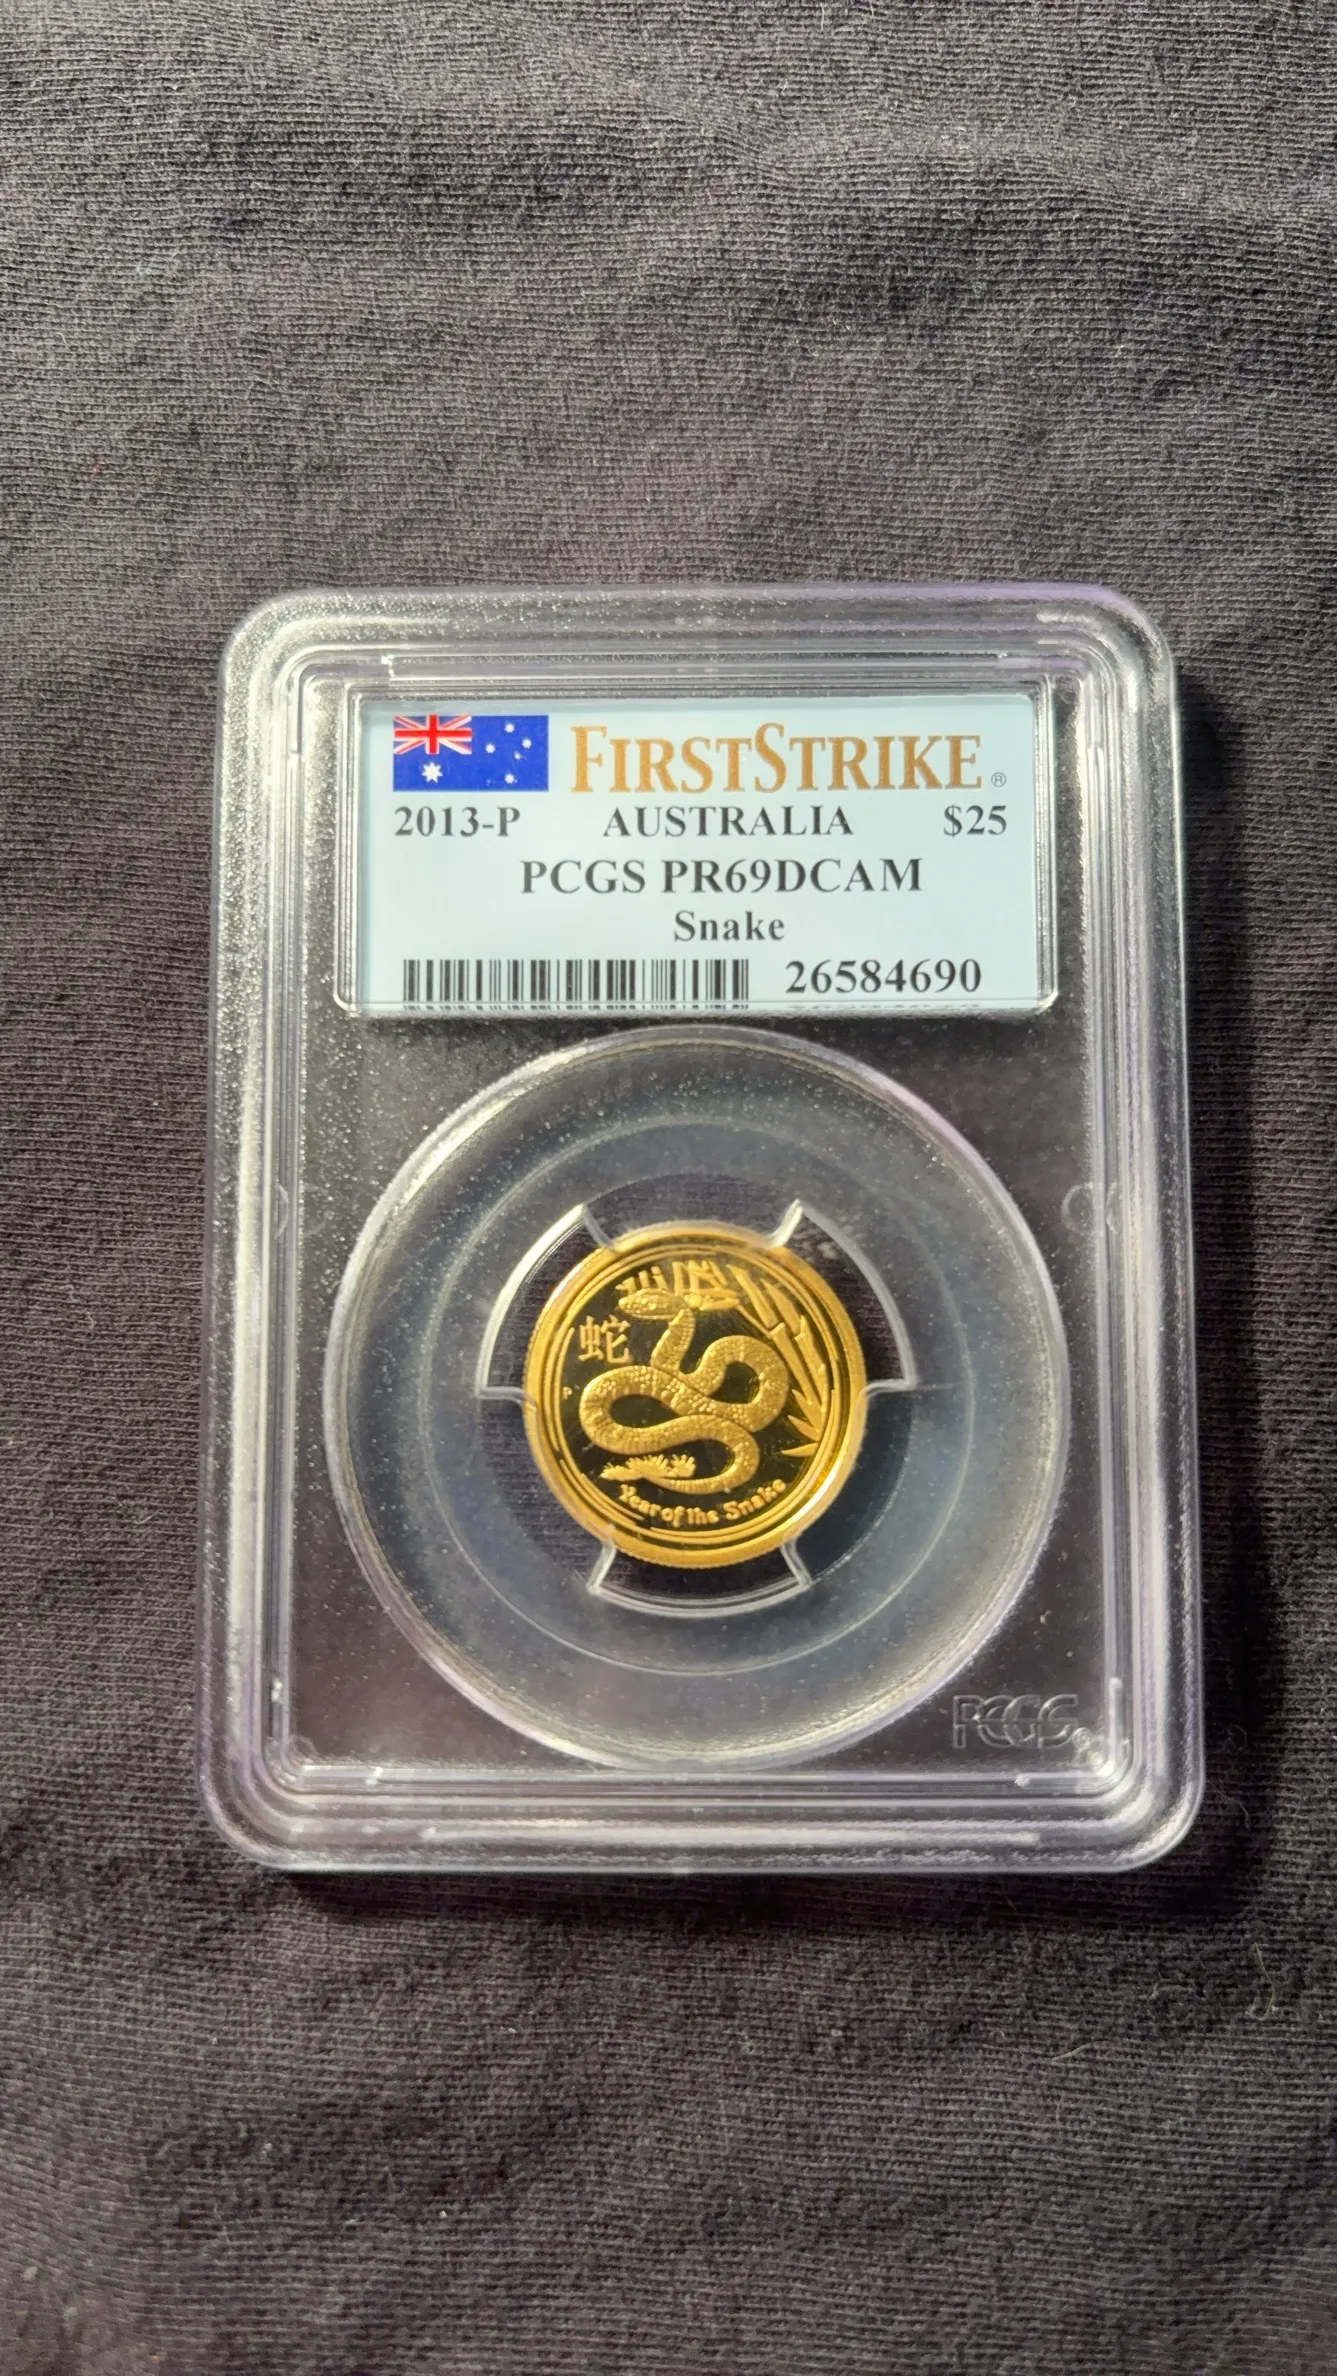 FIRSTSTRIKE®
2013-P AUSTRALIA $25
PCGS PR69DCAM
Snake
26584690
蛇
P
Year of the Snake
PCGS